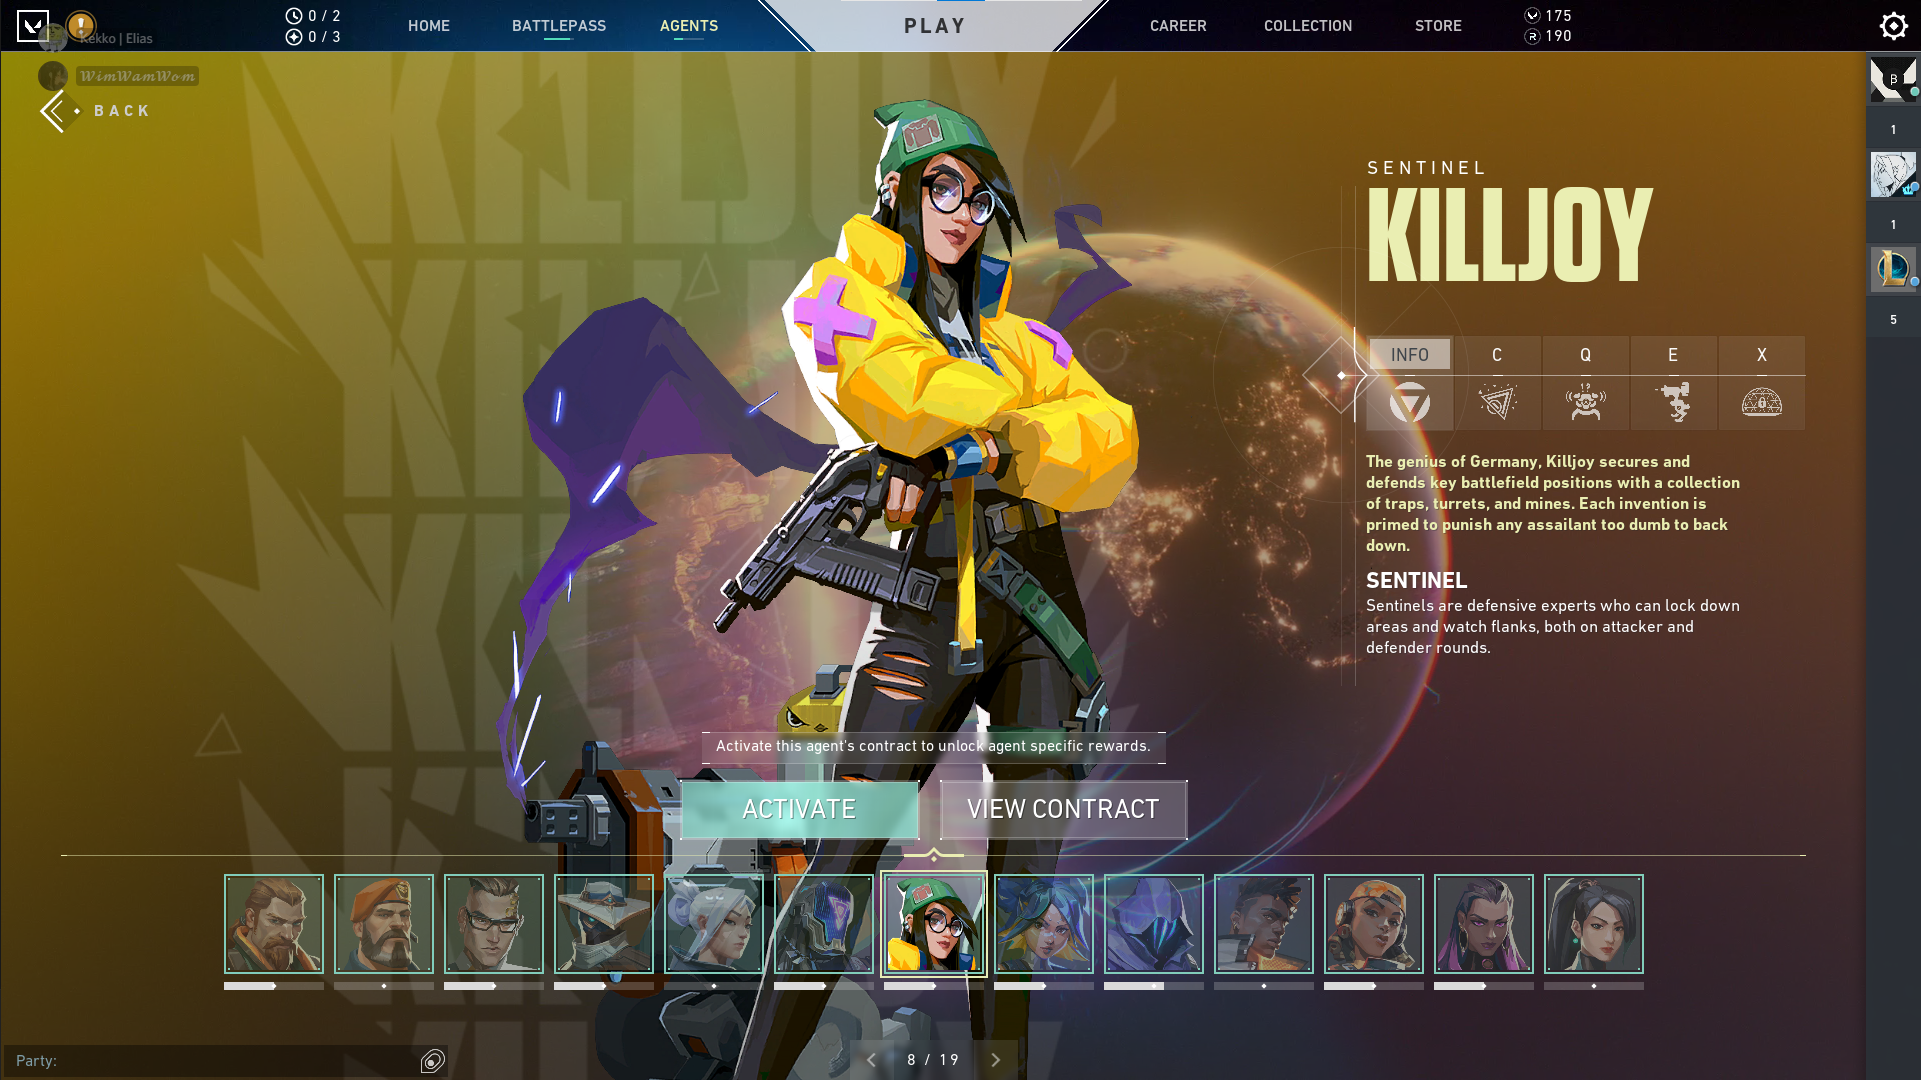 0 / 2
0 / 3
HOME
BATTLEPASS
AGENTS
PLAY
CAREER
COLLECTION
STORE
175
190
Kekko | Elias
WimWamWom
BACK
B
1
1
5
SENTINEL
KILLJOY
INFO
C
Q
E
X
The genius of Germany, Killjoy secures and
defends key battlefield positions with a collection
of traps, turrets, and mines. Each invention is
primed to punish any assailant too dumb to back
down.
SENTINEL
Sentinels are defensive experts who can lock down
areas and watch flanks, both on attacker and
defender rounds.
Activate this agent's contract to unlock agent specific rewards.
ACTIVATE
VIEW CONTRACT
Party:
8 / 19